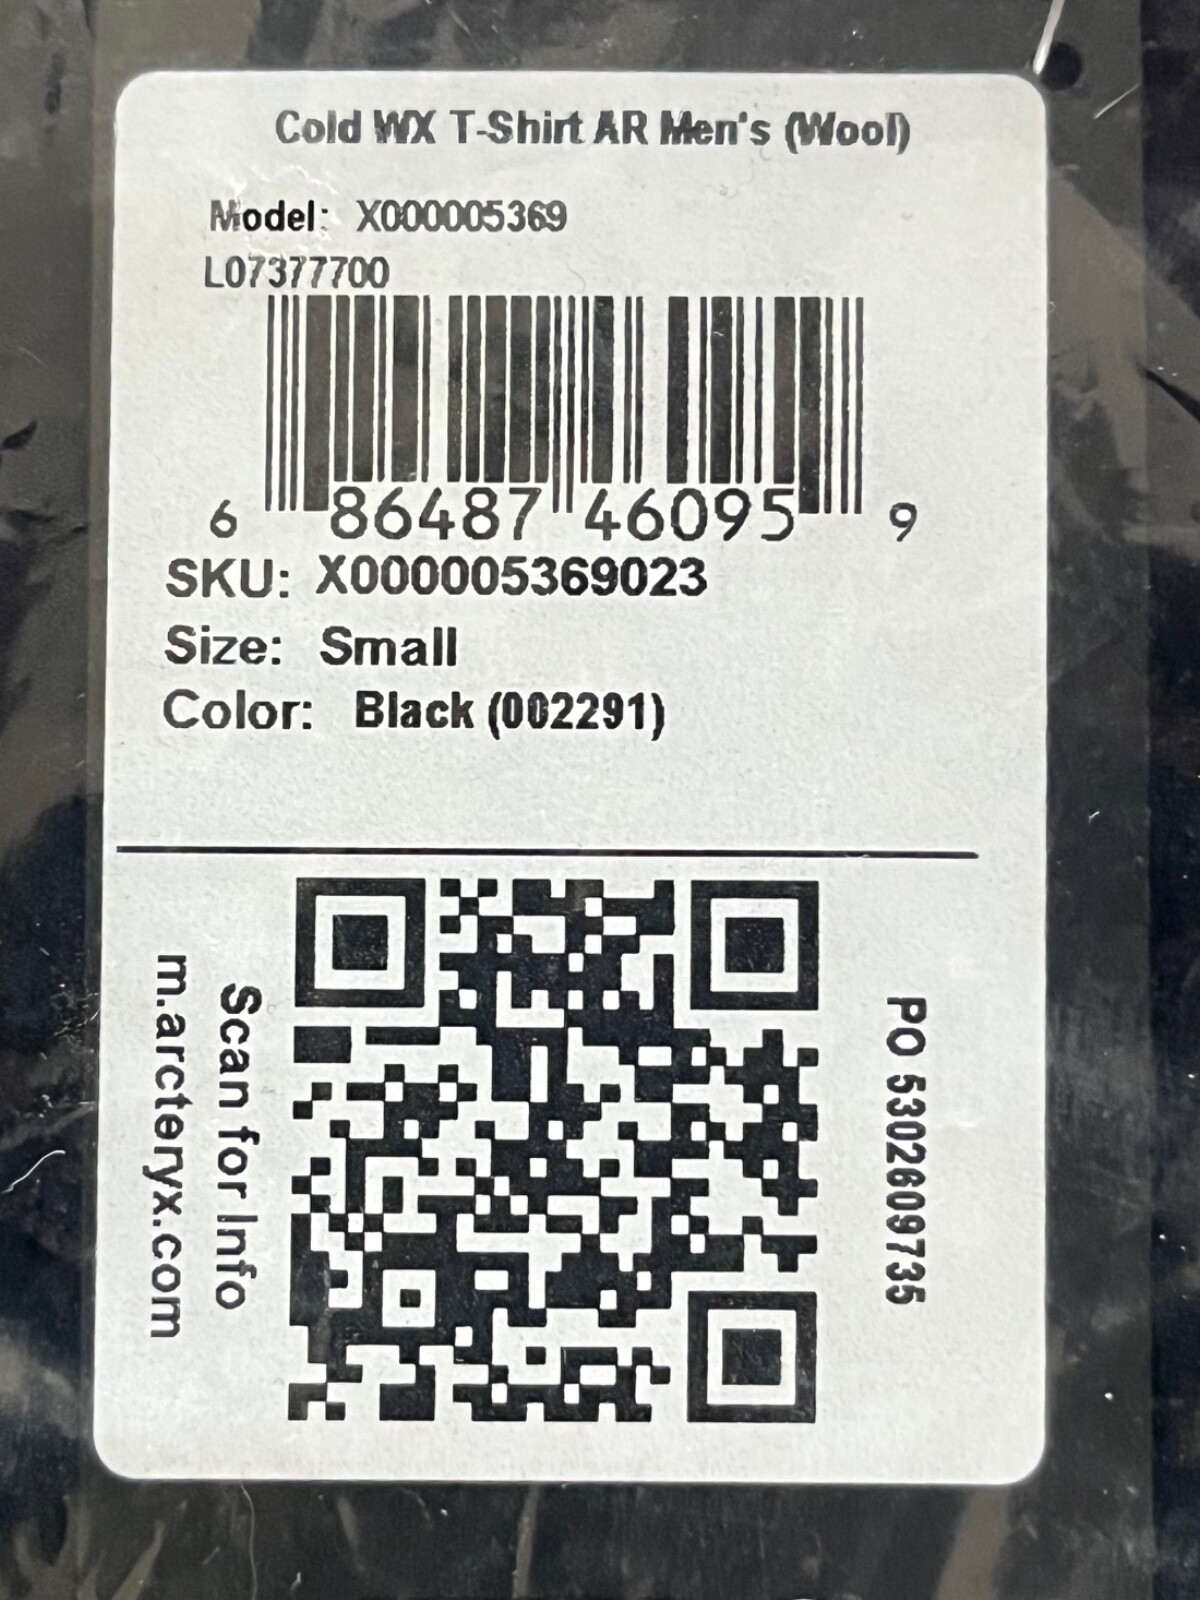 Cold WX T-Shirt AR Men's (Wool)
Model: X000005369
L07377700
6 86487 46095 9
SKU: X000005369023
Size: Small
Color: Black (002291)
Scan for Info
m.arcteryx.com
PO 5302609735